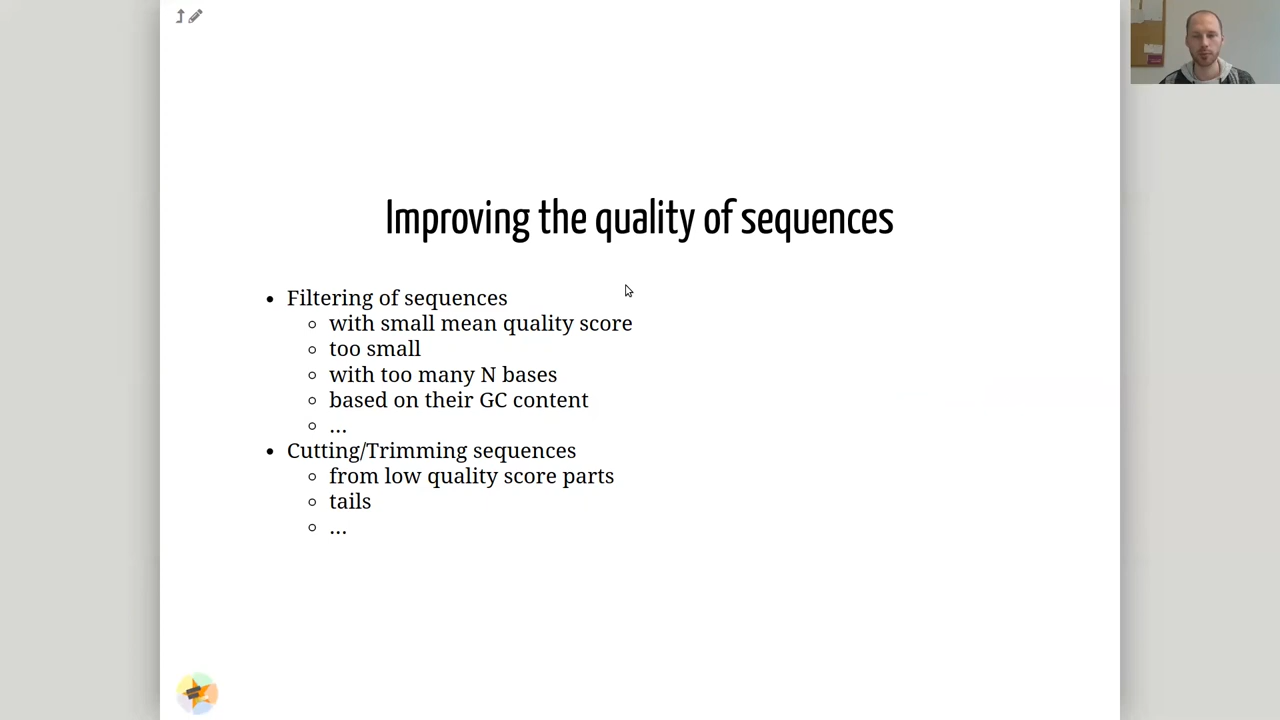 Improving the quality of sequences
• Filtering of sequences
◦ with small mean quality score
◦ too small
◦ with too many N bases
◦ based on their GC content
◦ ...
• Cutting/Trimming sequences
◦ from low quality score parts
◦ tails
◦ ...